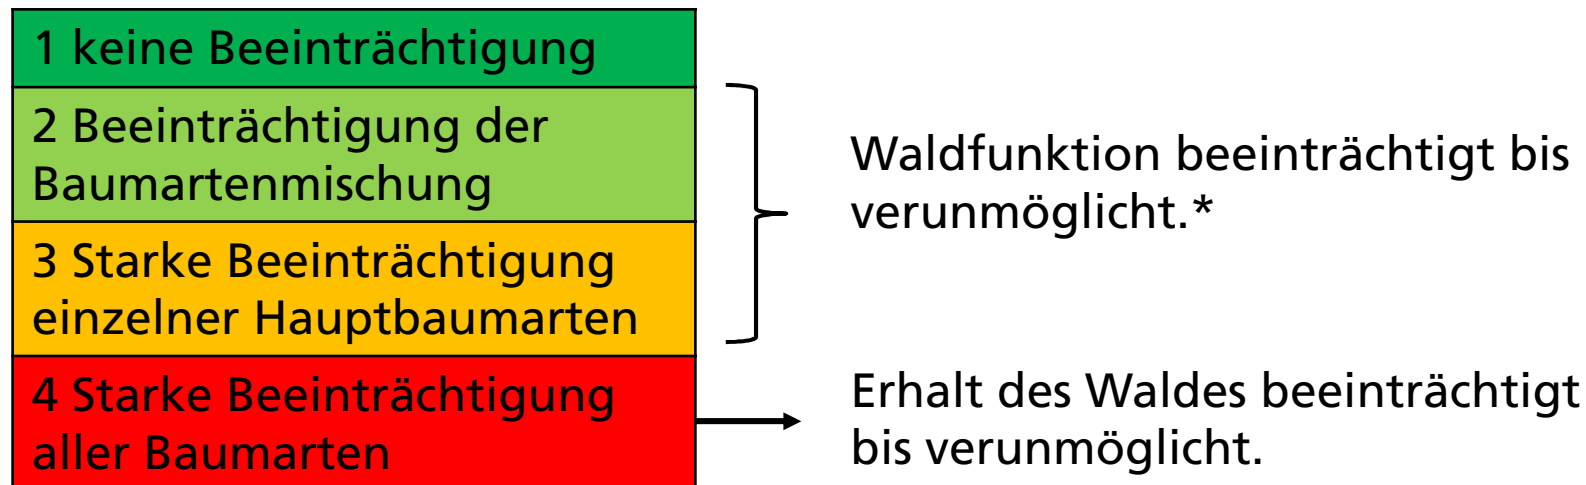 1 keine Beeinträchtigung
2 Beeinträchtigung der
Baumartenmischung
3 Starke Beeinträchtigung
einzelner Hauptbaumarten
4 Starke Beeinträchtigung
aller Baumarten
Waldfunktion beeinträchtigt bis
verunmöglicht.*
Erhalt des Waldes beeinträchtigt
bis verunmöglicht.